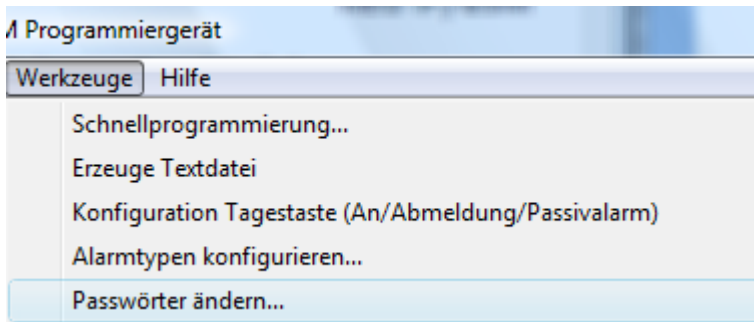 Programmiergerät
Werkzeuge Hilfe
Schnellprogrammierung...
Erzeuge Textdatei
Konfiguration Tagestaste (An/Abmeldung/Passivalarm)
Alarmtypen konfigurieren...
Passwörter ändern...